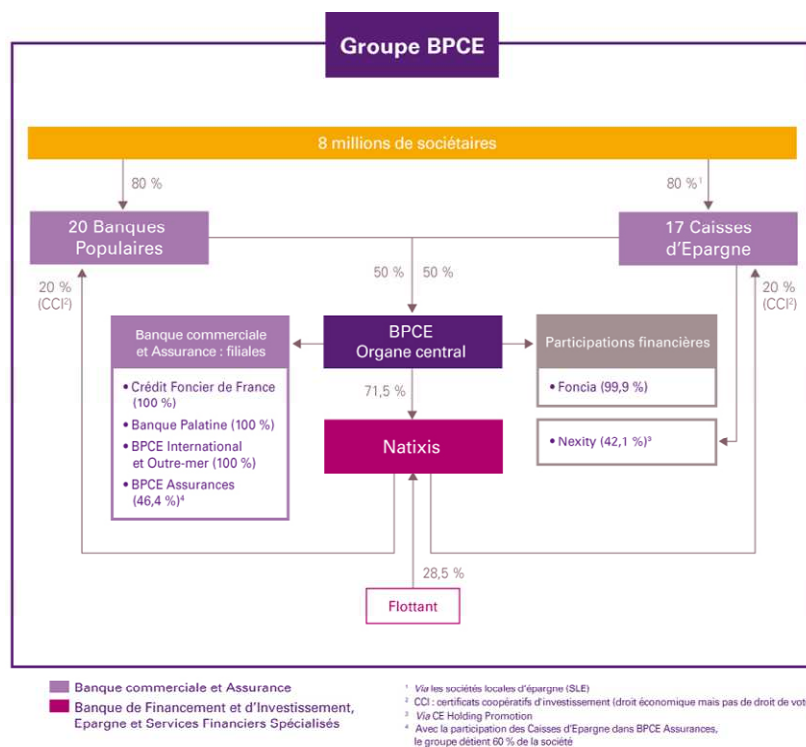 Groupe BPCE
8 millions de sociétaires
80 %
80 %¹
20 Banques
Populaires
17 Caisses
d'Epargne
50 %
50 %
20 %
(CCI²)
20 %
(CCI²)
Banque commerciale
et Assurance : filiales
• Crédit Foncier de France
(100 %)
• Banque Palatine (100 %)
• BPCE International
et Outre-mer (100 %)
• BPCE Assurances
(46,4 %)⁴
BPCE
Organe central
Participations financières
• Foncia (99,9 %)
• Nexity (42,1 %)³
71,5 %
Natixis
28,5 %
Flottant
Banque commerciale et Assurance
Banque de Financement et d'Investissement,
Epargne et Services Financiers Spécialisés
¹ Via les sociétés locales d'épargne (SLE)
² CCI : certificats coopératifs d'investissement (droit économique mais pas de droit de vot
³ Via CE Holding Promotion
⁴ Avec la participation des Caisses d'Epargne dans BPCE Assurances,
le groupe détient 60 % de la société